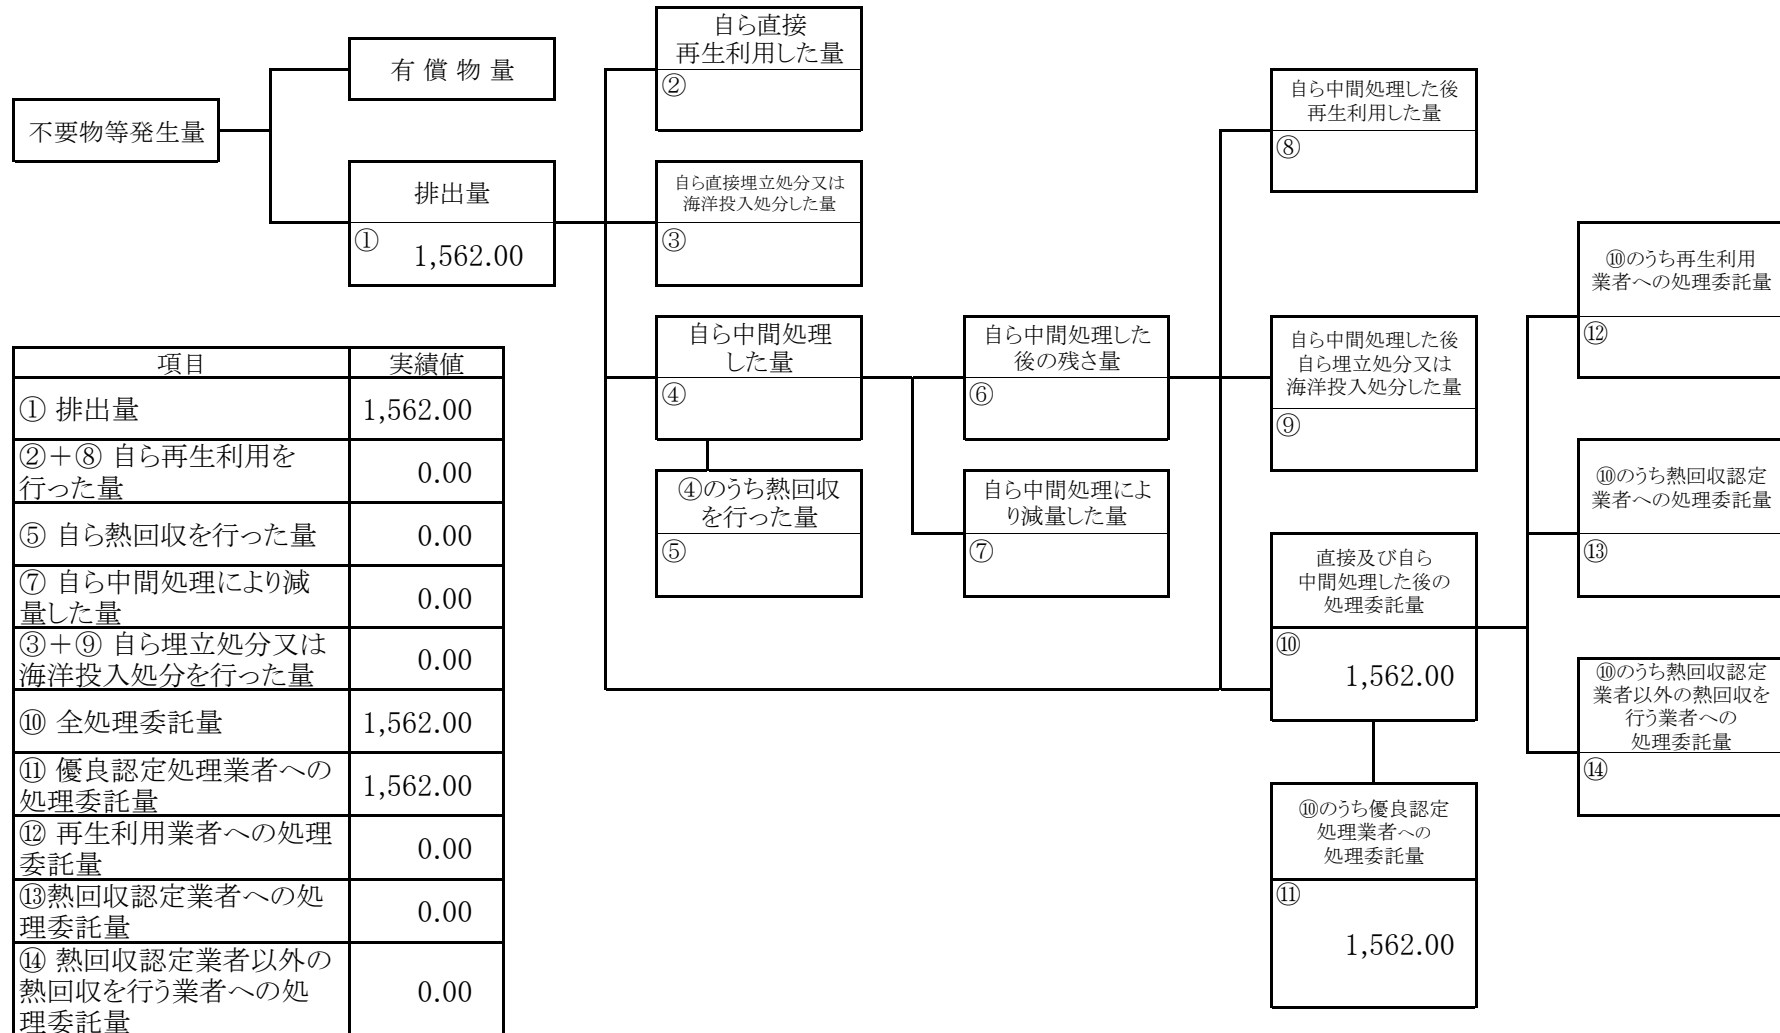 不要物等発生量
有 償 物 量
排出量
①
1,562.00
自ら直接
再生利用した量
②
自ら直接埋立処分又は
海洋投入処分した量
③
自ら中間処理
した量
④
④のうち熱回収
を行った量
⑤
自ら中間処理した
後の残さ量
⑥
自ら中間処理によ
り減量した量
⑦
自ら中間処理した後
再生利用した量
⑧
自ら中間処理した後
自ら埋立処分又は
海洋投入処分した量
⑨
直接及び自ら
中間処理した後の
処理委託量
⑩
1,562.00
⑩のうち優良認定
処理業者への
処理委託量
⑪
1,562.00
⑩のうち再生利用
業者への処理委託量
⑫
⑩のうち熱回収認定
業者への処理委託量
⑬
⑩のうち熱回収認定
業者以外の熱回収を
行う業者への
処理委託量
⑭
項目 実績値
① 排出量 1,562.00
②＋⑧ 自ら再生利用を
行った量 0.00
⑤ 自ら熱回収を行った量 0.00
⑦ 自ら中間処理により減
量した量 0.00
③＋⑨ 自ら埋立処分又は
海洋投入処分を行った量 0.00
⑩ 全処理委託量 1,562.00
⑪ 優良認定処理業者への
処理委託量 1,562.00
⑫ 再生利用業者への処理
委託量 0.00
⑬熱回収認定業者への処
理委託量 0.00
⑭ 熱回収認定業者以外の
熱回収を行う業者への処
理委託量 0.00